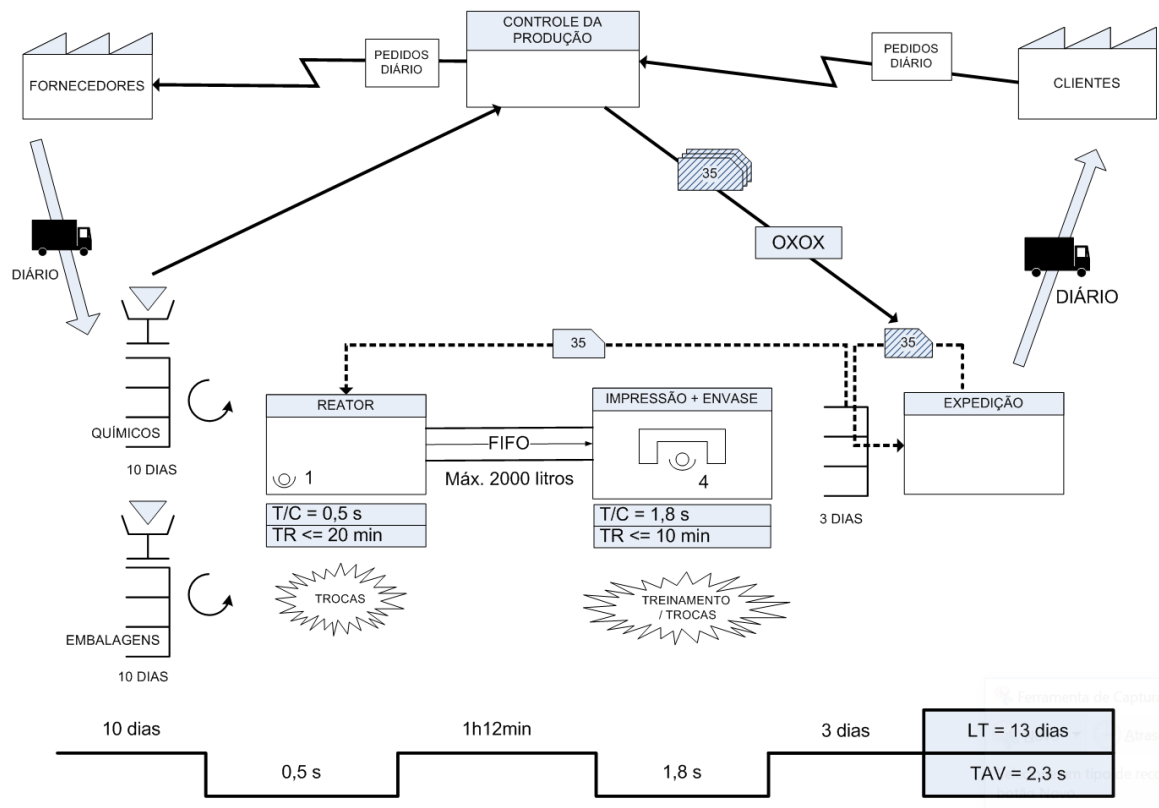 CONTROLE DA
PRODUÇÃO
FORNECEDORES
PEDIDOS
DIÁRIO
PEDIDOS
DIÁRIO
CLIENTES
35
OXOX
DIÁRIO
DIÁRIO
35
35
QUÍMICOS
10 DIAS
REATOR
1
FIFO
Máx. 2000 litros
IMPRESSÃO + ENVASE
4
EXPEDIÇÃO
3 DIAS
T/C = 0,5 s
TR <= 20 min
T/C = 1,8 s
TR <= 10 min
TROCAS
TREINAMENTO
/ TROCAS
EMBALAGENS
10 DIAS
Ferramenta de Captura
10 dias
0,5 s
1h12min
1,8 s
3 dias
LT = 13 dias
TAV = 2,3 s